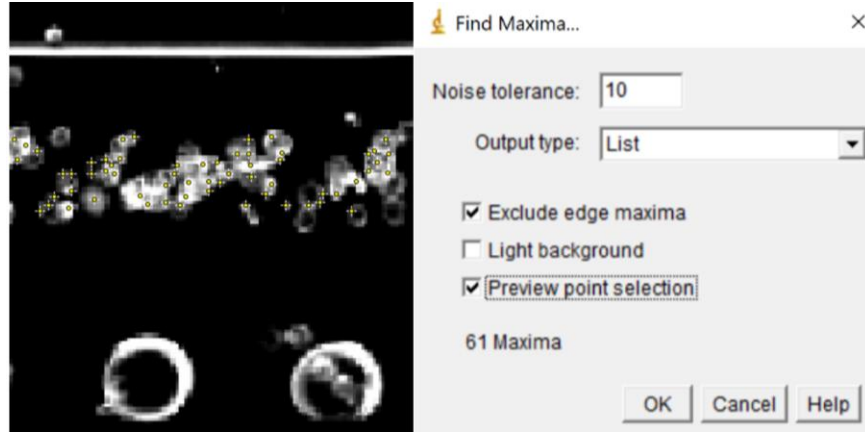 Find Maxima...
Noise tolerance: 10
Output type: List
Exclude edge maxima
Light background
Preview point selection
61 Maxima
OK Cancel Help